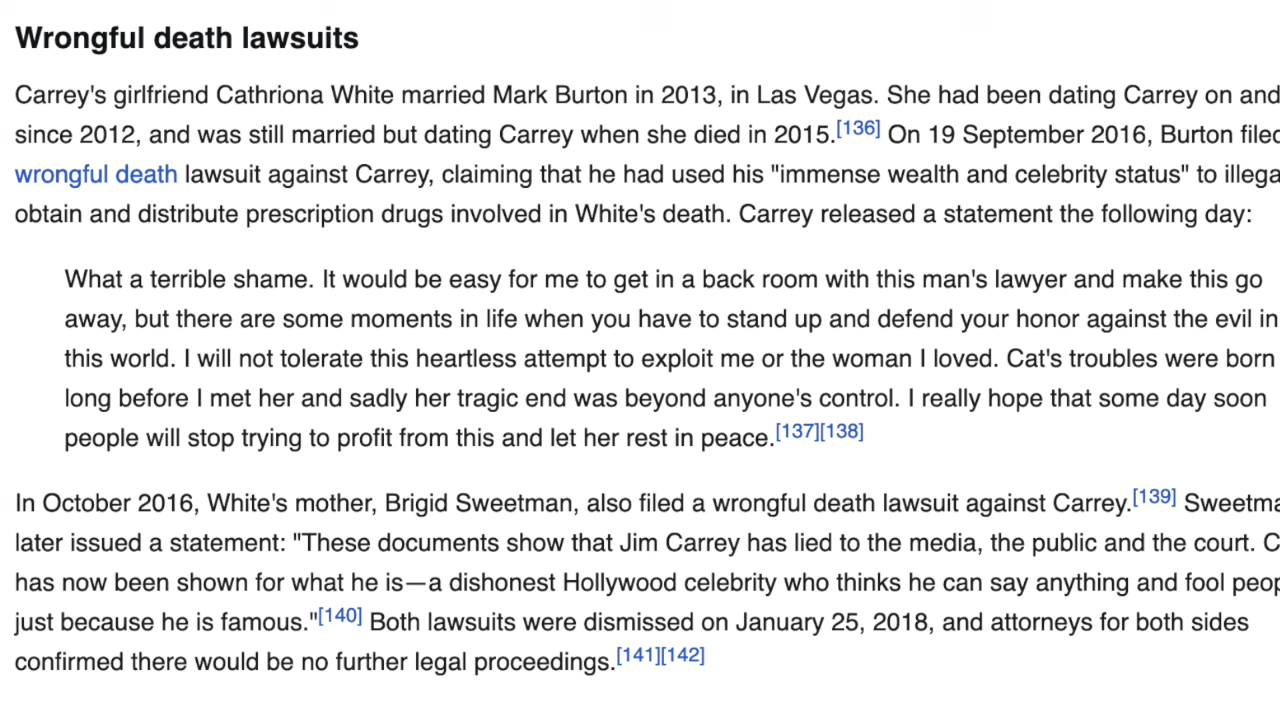 Wrongful death lawsuits
Carrey's girlfriend Cathriona White married Mark Burton in 2013, in Las Vegas. She had been dating Carrey on and
since 2012, and was still married but dating Carrey when she died in 2015.[136] On 19 September 2016, Burton filed
wrongful death lawsuit against Carrey, claiming that he had used his "immense wealth and celebrity status" to illega
obtain and distribute prescription drugs involved in White's death. Carrey released a statement the following day:
What a terrible shame. It would be easy for me to get in a back room with this man's lawyer and make this go
away, but there are some moments in life when you have to stand up and defend your honor against the evil in
this world. I will not tolerate this heartless attempt to exploit me or the woman I loved. Cat's troubles were born
long before I met her and sadly her tragic end was beyond anyone's control. I really hope that some day soon
people will stop trying to profit from this and let her rest in peace.[137][138]
In October 2016, White's mother, Brigid Sweetman, also filed a wrongful death lawsuit against Carrey.[139] Sweetma
later issued a statement: "These documents show that Jim Carrey has lied to the media, the public and the court. C
has now been shown for what he is—a dishonest Hollywood celebrity who thinks he can say anything and fool peop
just because he is famous."[140] Both lawsuits were dismissed on January 25, 2018, and attorneys for both sides
confirmed there would be no further legal proceedings.[141][142]